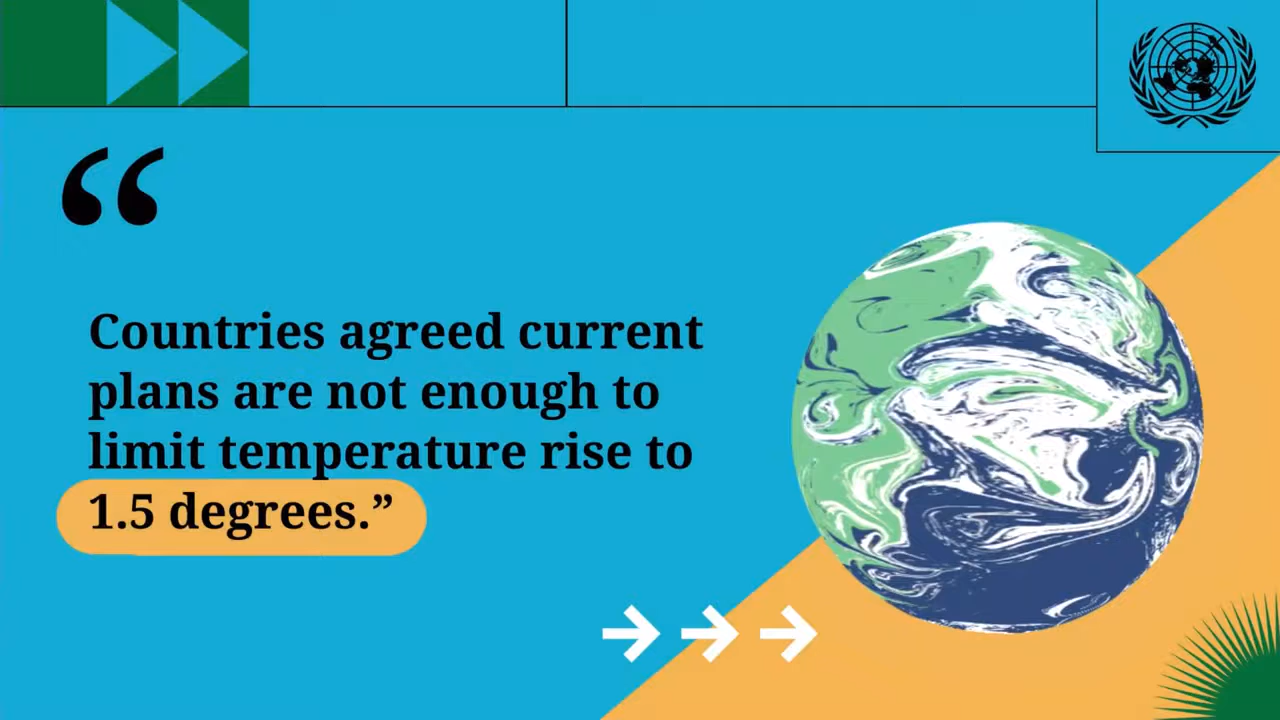 “
Countries agreed current
plans are not enough to
limit temperature rise to
1.5 degrees.”